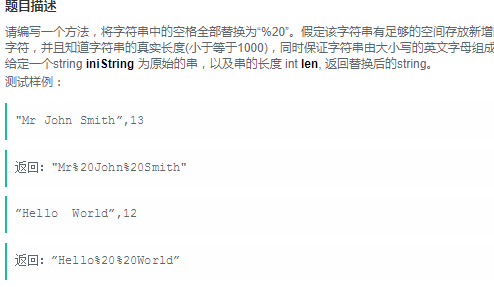 题目描述
请编写一个方法，将字符串中的空格全部替换为“%20”。假定该字符串有足够的空间存放新增的
字符，并且知道字符串的真实长度(小于等于1000)，同时保证字符串由大小写的英文字母组成
给定一个string iniString 为原始的串，以及串的长度 int len, 返回替换后的string。
测试样例：
"Mr John Smith”,13
返回："Mr%20John%20Smith"
”Hello  World”,12
返回：”Hello%20%20World”